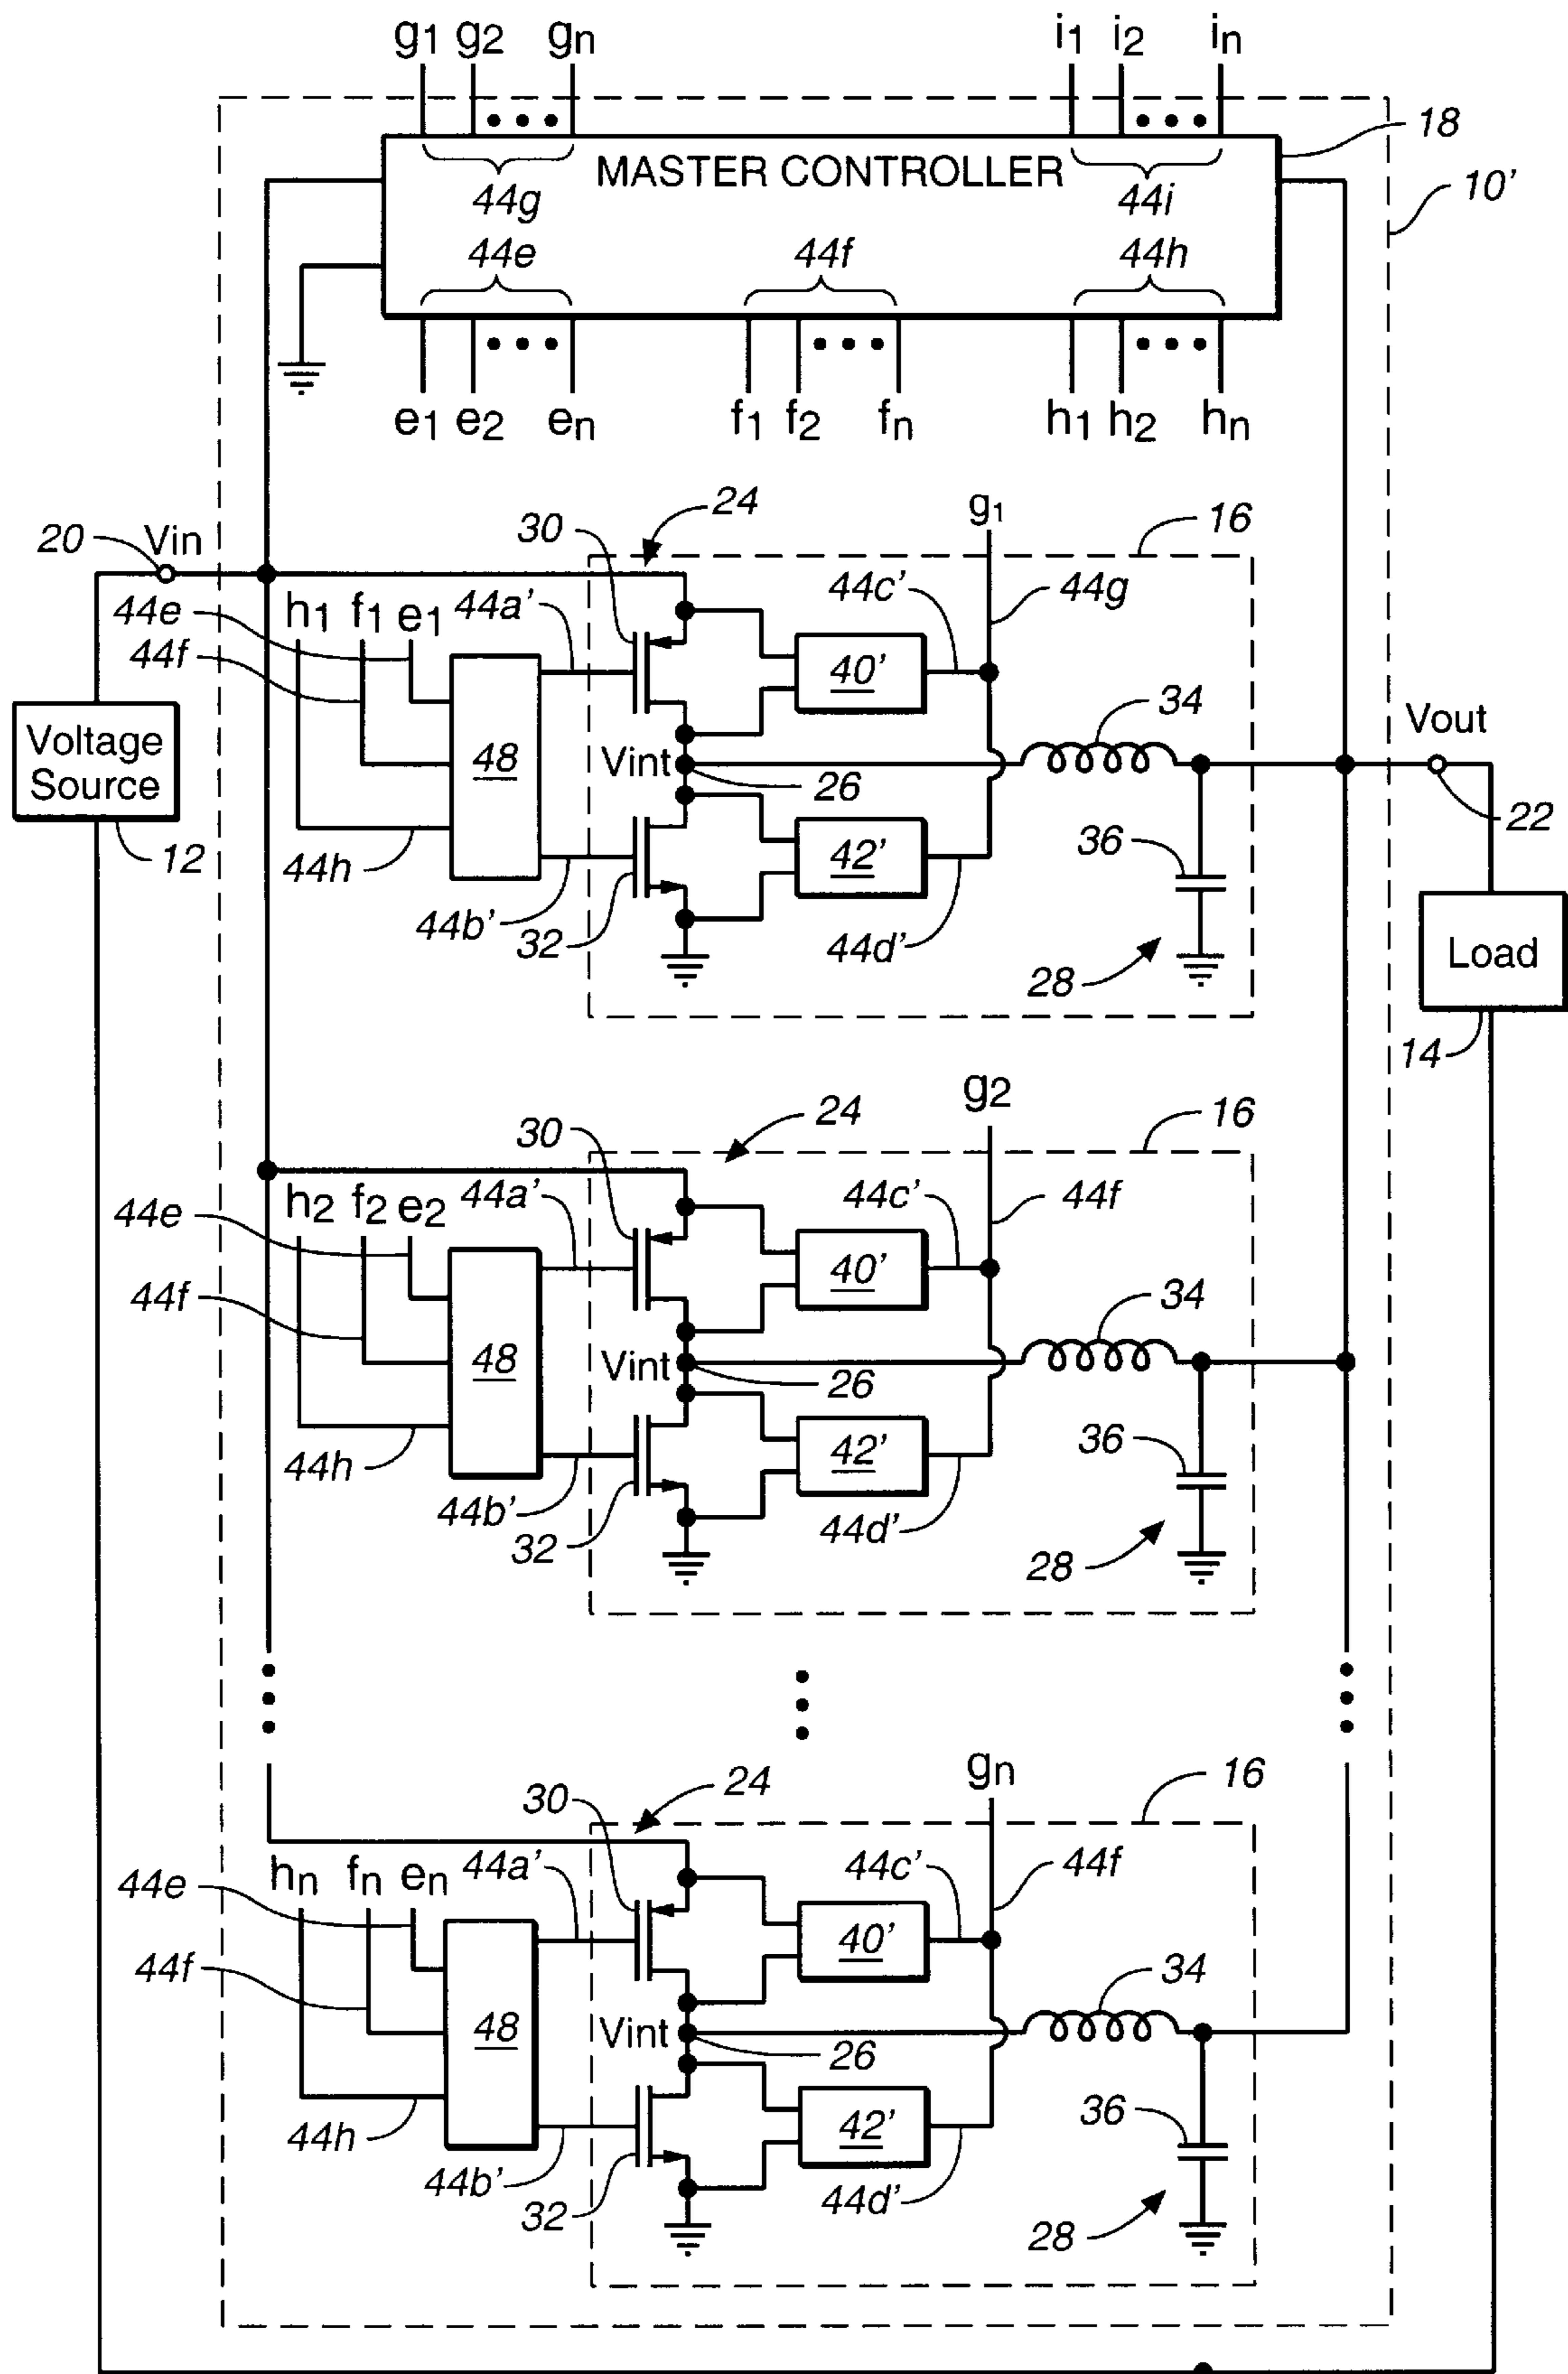 g1 g2 gn i1 i2 in
MASTER CONTROLLER
18
44g
44i
10'
44e
44f
44h
e1 e2 en f1 f2 fn h1 h2 hn
20
Vin
30
24
g1
16
44e
h1 f1 e1
44a'
44c'
44g
44f
40'
34
Vout
Voltage
Source
48
Vint
26
22
12
44h
42'
36
44b'
32
44d'
28
Load
14
g2
30
24
16
44e
h2 f2 e2
44a'
44c'
44f
44f
40'
34
48
Vint
26
44h
42'
36
44b'
32
44d'
28
gn
30
24
16
44e
hn fn en
44a'
44c'
44f
44f
40'
34
48
Vint
26
44h
42'
36
44b'
32
44d'
28